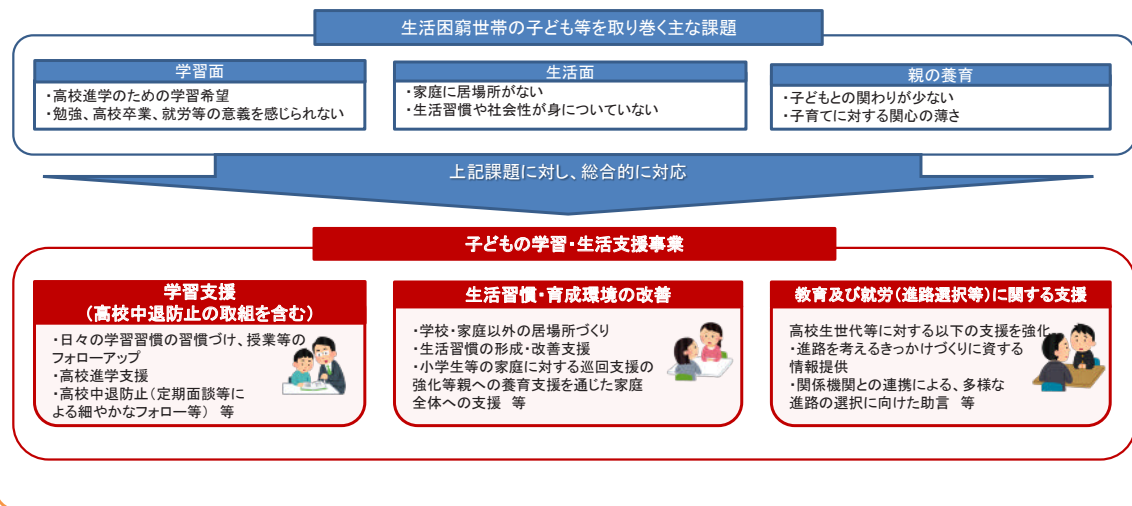 生活困窮世帯の子ども等を取り巻く主な課題
学習面
・高校進学のための学習希望
・勉強、高校卒業、就労等の意義を感じられない
生活面
・家庭に居場所がない
・生活習慣や社会性が身についていない
親の養育
・子どもとの関わりが少ない
・子育てに対する関心の薄さ
上記課題に対し、総合的に対応
子どもの学習・生活支援事業
学習支援
（高校中退防止の取組を含む）
・日々の学習習慣の習慣づけ、授業等の
フォローアップ
・高校進学支援
・高校中退防止（定期面談等に
よる細やかなフォロー等） 等
生活習慣・育成環境の改善
・学校・家庭以外の居場所づくり
・生活習慣の形成・改善支援
・小学生等の家庭に対する巡回支援の
強化等親への養育支援を通じた家庭
全体への支援 等
教育及び就労（進路選択等）に関する支援
高校生世代等に対する以下の支援を強化
・進路を考えるきっかけづくりに資する
情報提供
・関係機関との連携による、多様な
進路の選択に向けた助言 等